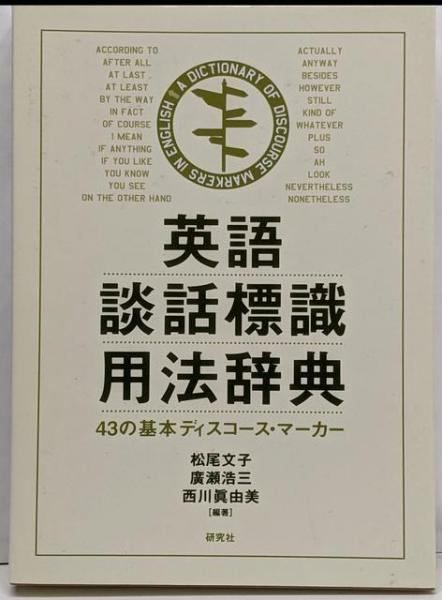 ACCORDING TO
AFTER ALL
AT LAST
AT LEAST
BY THE WAY
IN FACT
OF COURSE
I MEAN
IF ANYTHING
IF YOU LIKE
YOU KNOW
YOU SEE
ON THE OTHER HAND
A DICTIONARY OF DISCOURSE MARKERS IN ENGLISH
ACTUALLY
ANYWAY
BESIDES
HOWEVER
STILL
KIND OF
WHATEVER
PLUS
SO
AH
LOOK
NEVERTHELESS
NONETHELESS
英語
談話標識
用法辞典
43の基本ディスコース・マーカー
松尾文子
廣瀬浩三
西川眞由美
[編著]
研究社